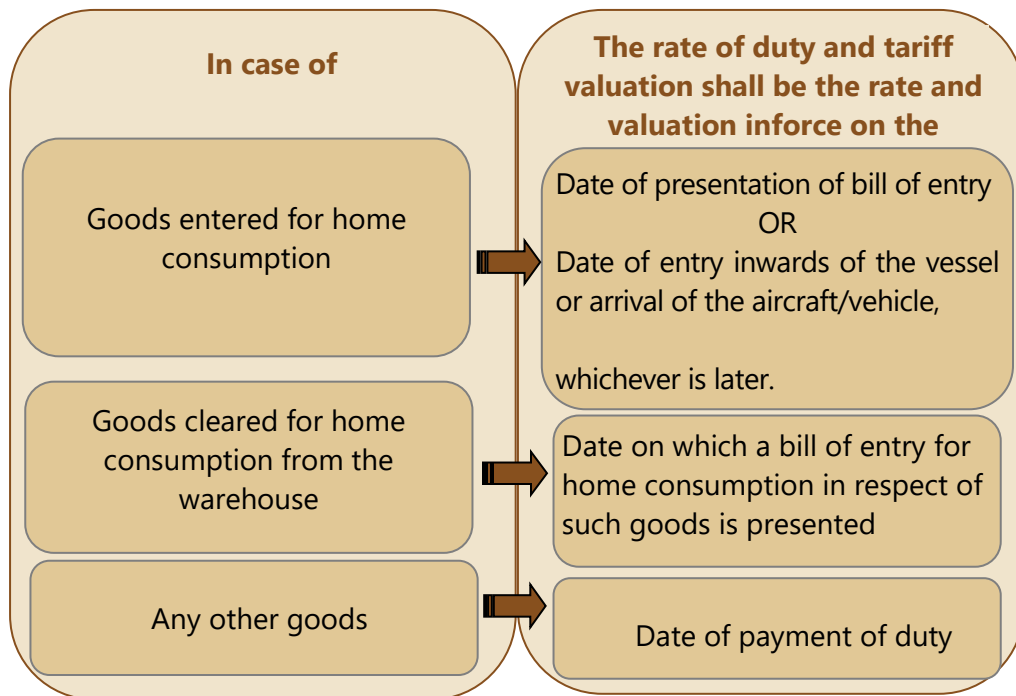 In case of
The rate of duty and tariff
valuation shall be the rate and
valuation inforce on the
Goods entered for home
consumption
Date of presentation of bill of entry
OR
Date of entry inwards of the vessel
or arrival of the aircraft/vehicle,
whichever is later.
Goods cleared for home
consumption from the
warehouse
Date on which a bill of entry for
home consumption in respect of
such goods is presented
Any other goods
Date of payment of duty